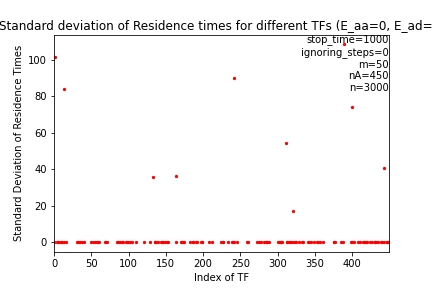 Standard deviation of Residence times for different TFs (E_aa=0, E_ad=
stop_time=1000
ignoring_steps=0
m=50
nA=450
n=3000
Standard Deviation of Residence Times
100
80
60
40
20
0
0 50 100 150 200 250 300 350 400
Index of TF